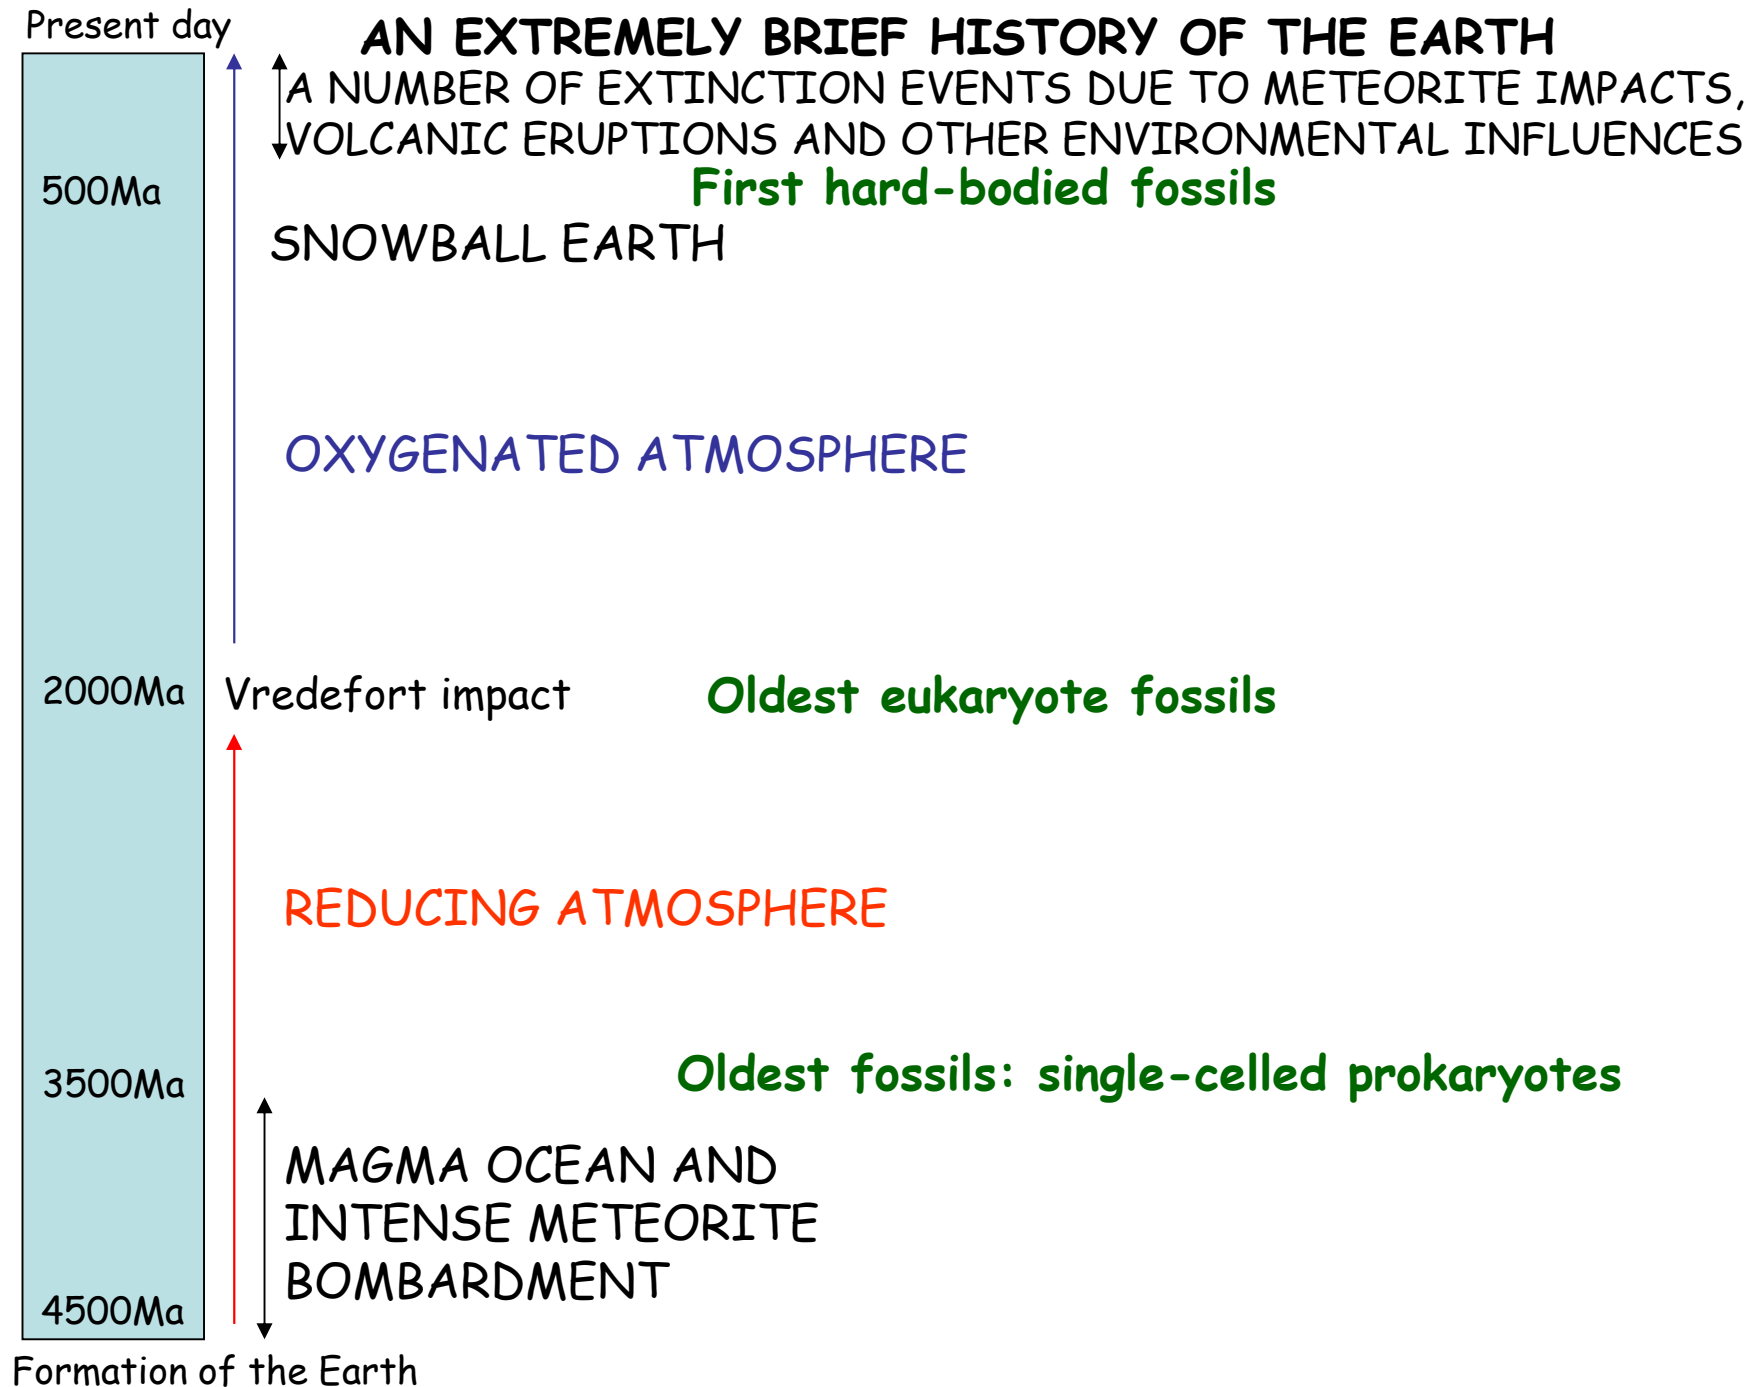 Present day
AN EXTREMELY BRIEF HISTORY OF THE EARTH
A NUMBER OF EXTINCTION EVENTS DUE TO METEORITE IMPACTS,
VOLCANIC ERUPTIONS AND OTHER ENVIRONMENTAL INFLUENCES
500Ma
First hard-bodied fossils
SNOWBALL EARTH
OXYGENATED ATMOSPHERE
2000Ma
Vredefort impact
Oldest eukaryote fossils
REDUCING ATMOSPHERE
3500Ma
Oldest fossils: single-celled prokaryotes
MAGMA OCEAN AND
INTENSE METEORITE
BOMBARDMENT
4500Ma
Formation of the Earth